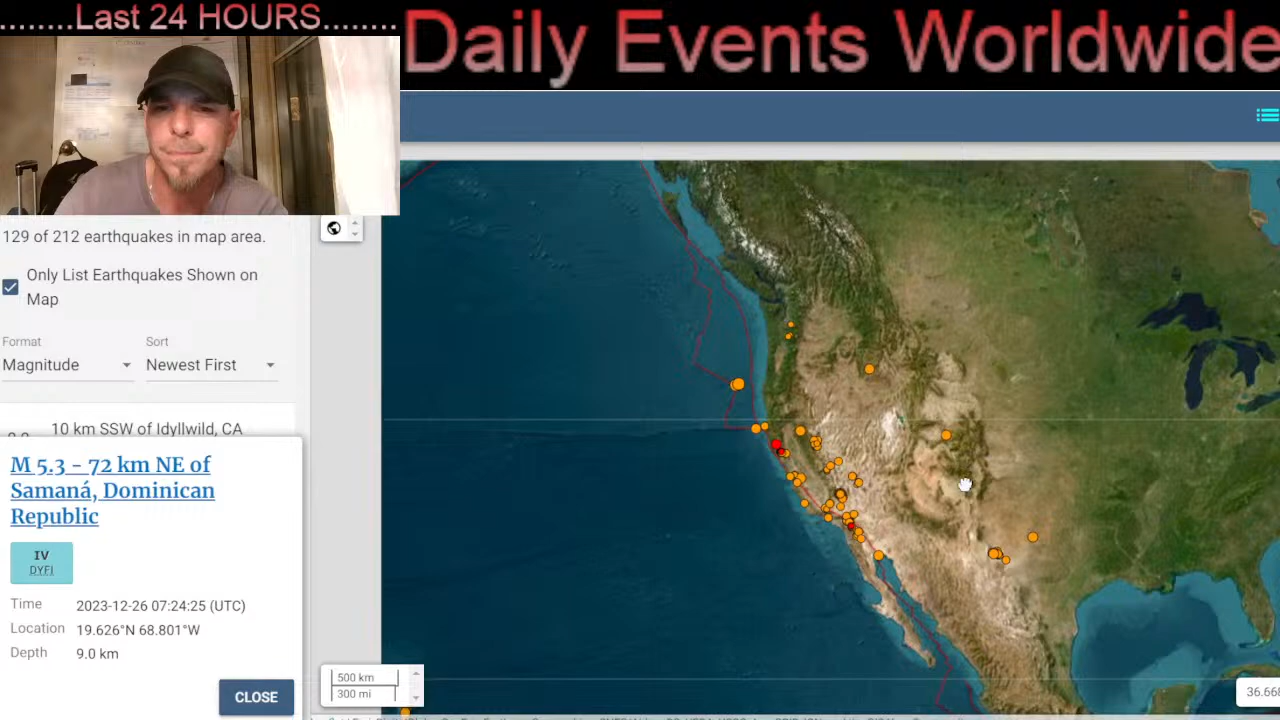 ........Last 24 HOURS........
Daily Events Worldwide
129 of 212 earthquakes in map area.
Only List Earthquakes Shown on
Map
Format
Sort
Magnitude
Newest First
10 km SSW of Idyllwild, CA
M 5.3 - 72 km NE of
Samaná, Dominican
Republic
IV
DYFI
Time 2023-12-26 07:24:25 (UTC)
Location 19.626°N 68.801°W
Depth 9.0 km
CLOSE
500 km
300 mi